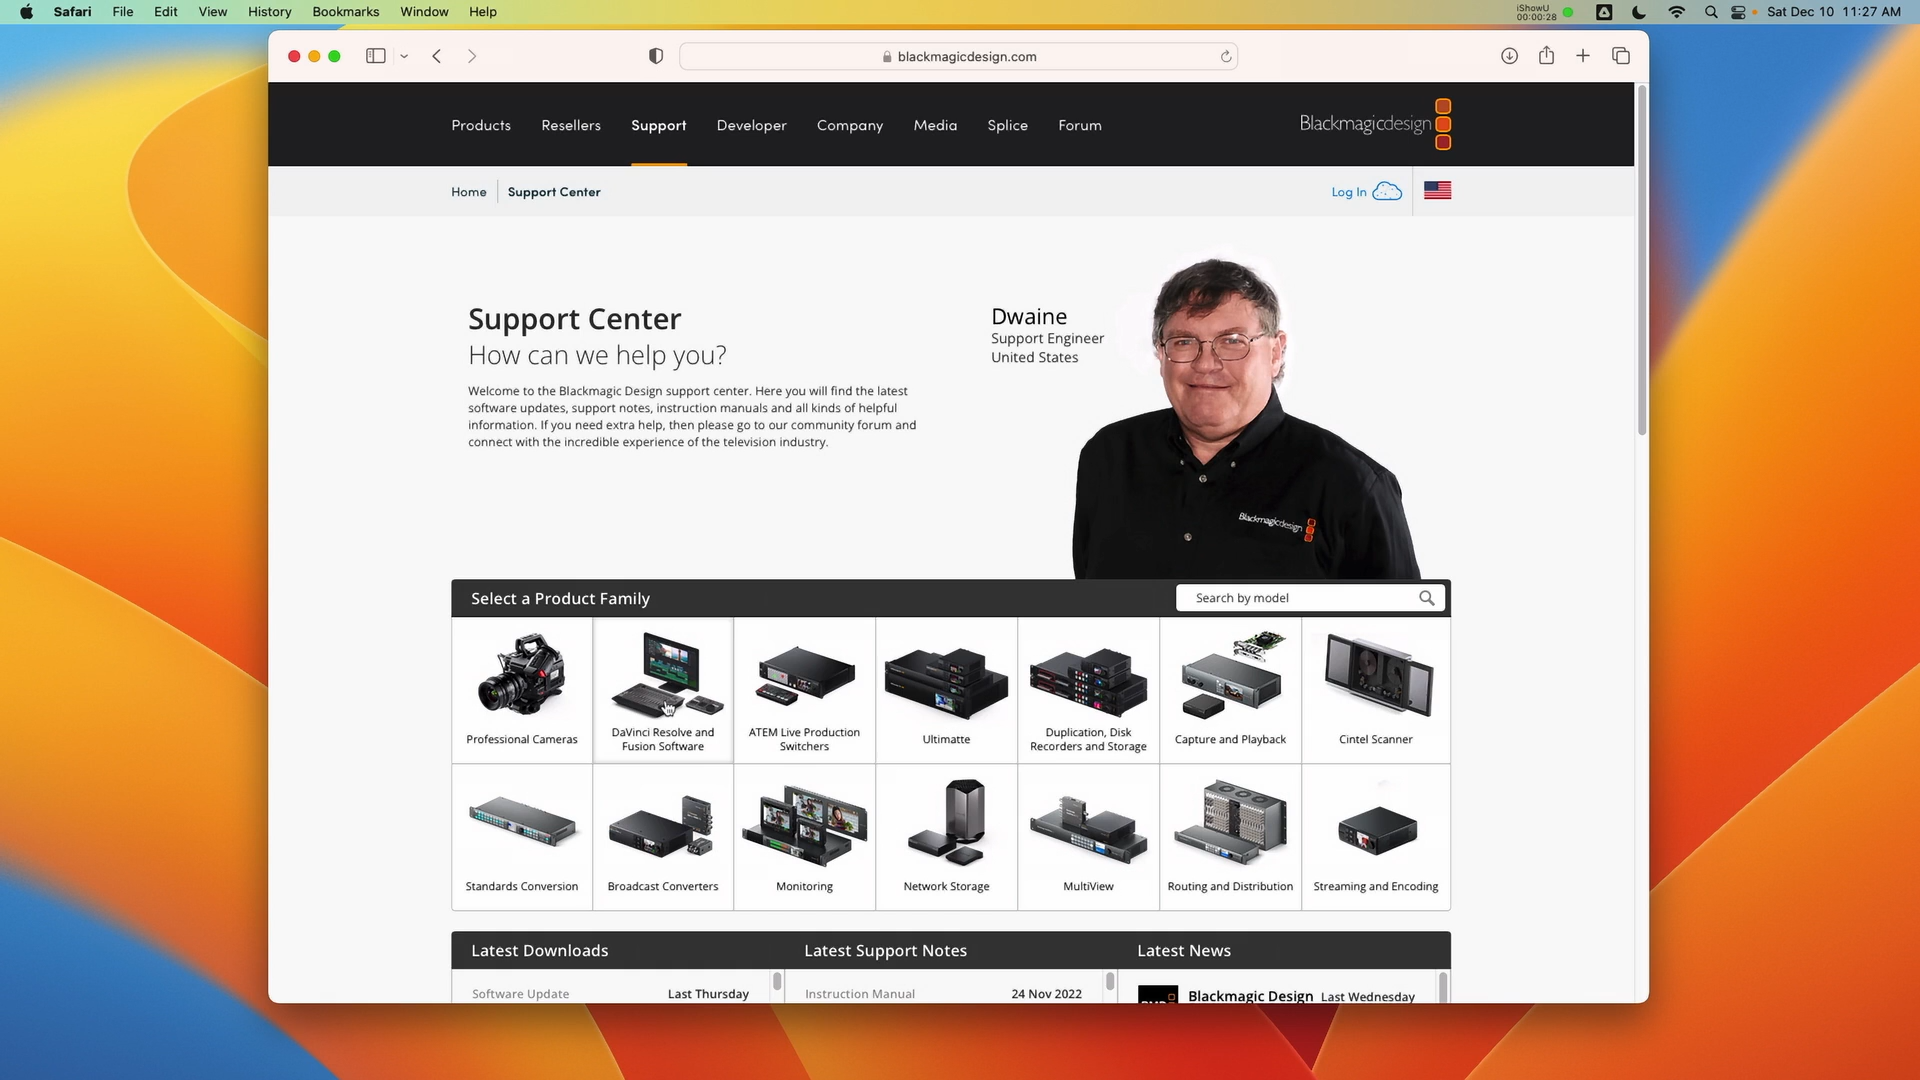 Safari File Edit View History Bookmarks Window Help
iShowU
00:00:28
Sat Dec 10 11:27 AM
blackmagicdesign.com
Products Resellers Support Developer Company Media Splice Forum
Blackmagicdesign
Home Support Center
Log In
Support Center
How can we help you?
Welcome to the Blackmagic Design support center. Here you will find the latest
software updates, support notes, instruction manuals and all kinds of helpful
information. If you need extra help, then please go to our community forum and
connect with the incredible experience of the television industry.
Dwaine
Support Engineer
United States
Blackmagicdesign
Select a Product Family
Search by model
Professional Cameras
DaVinci Resolve and
Fusion Software
ATEM Live Production
Switchers
Ultimatte
Duplication, Disk
Recorders and Storage
Capture and Playback
Cintel Scanner
Standards Conversion
Broadcast Converters
Monitoring
Network Storage
MultiView
Routing and Distribution
Streaming and Encoding
Latest Downloads
Latest Support Notes
Latest News
Software Update Last Thursday
Instruction Manual 24 Nov 2022
Blackmagic Design Last Wednesday